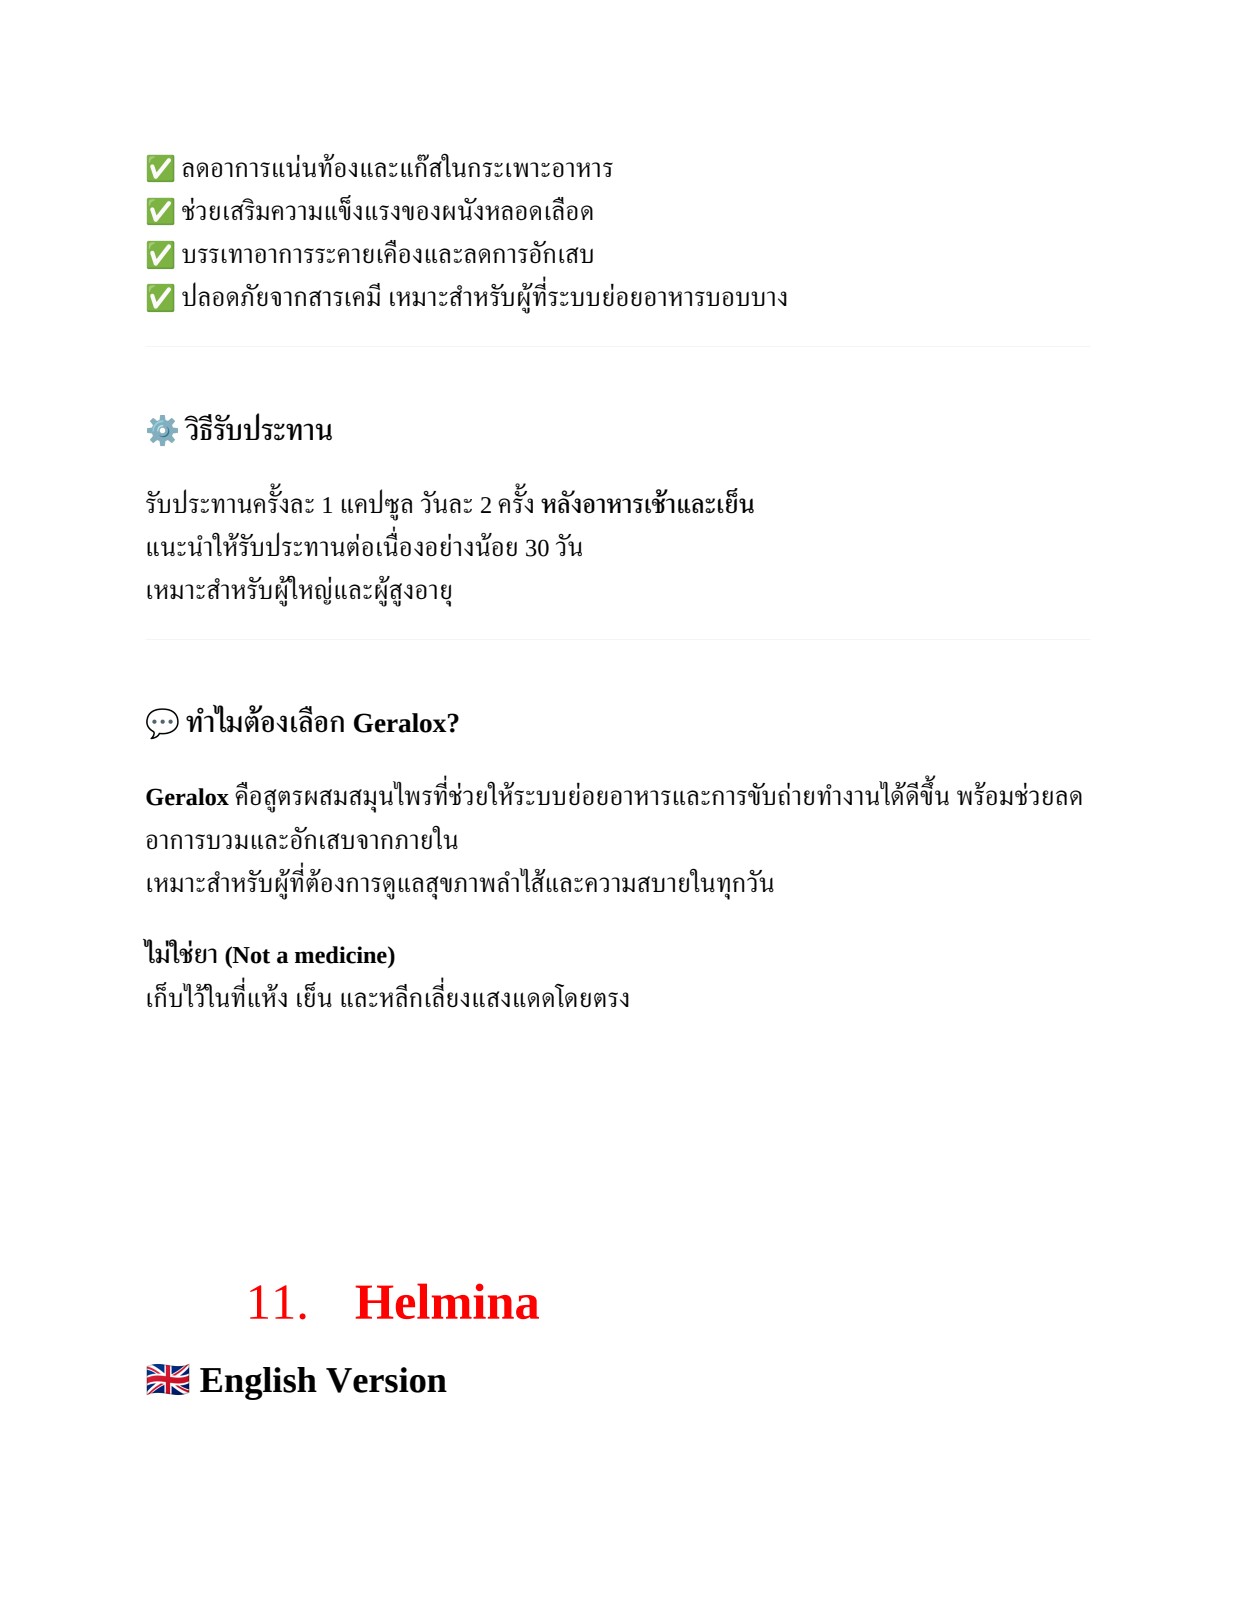 ✅ ลดอาการแน่นท้องและแก๊สในกระเพาะอาหาร
✅ ช่วยเสริมความแข็งแรงของผนังหลอดเลือด
✅ บรรเทาอาการระคายเคืองและลดการอักเสบ
✅ ปลอดภัยจากสารเคมี เหมาะสำหรับผู้ที่ระบบย่อยอาหารบอบบาง
⚙️ วิธีรับประทาน
รับประทานครั้งละ 1 แคปซูล วันละ 2 ครั้ง หลังอาหารเช้าและเย็น
แนะนำให้รับประทานต่อเนื่องอย่างน้อย 30 วัน
เหมาะสำหรับผู้ใหญ่และผู้สูงอายุ
💬 ทำไมต้องเลือก Geralox?
Geralox คือสูตรผสมสมุนไพรที่ช่วยให้ระบบย่อยอาหารและการขับถ่ายทำงานได้ดีขึ้น พร้อมช่วยลด
อาการบวมและอักเสบจากภายใน
เหมาะสำหรับผู้ที่ต้องการดูแลสุขภาพลำไส้และความสบายในทุกวัน
ไม่ใช่ยา (Not a medicine)
เก็บไว้ในที่แห้ง เย็น และหลีกเลี่ยงแสงแดดโดยตรง
11. Helmina
🇬🇧 English Version